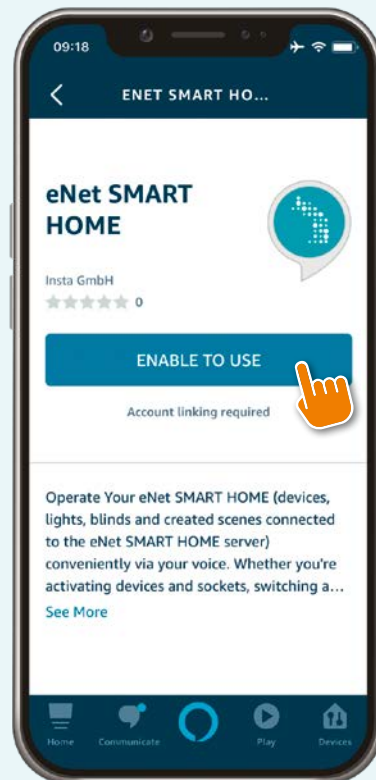 09:18
ENET SMART HO...
eNet SMART
HOME
Insta GmbH
0
ENABLE TO USE
Account linking required
Operate Your eNet SMART HOME (devices,
lights, blinds and created scenes connected
to the eNet SMART HOME server)
conveniently via your voice. Whether you're
activating devices and sockets, switching a...
See More
Home Communicate Play Devices